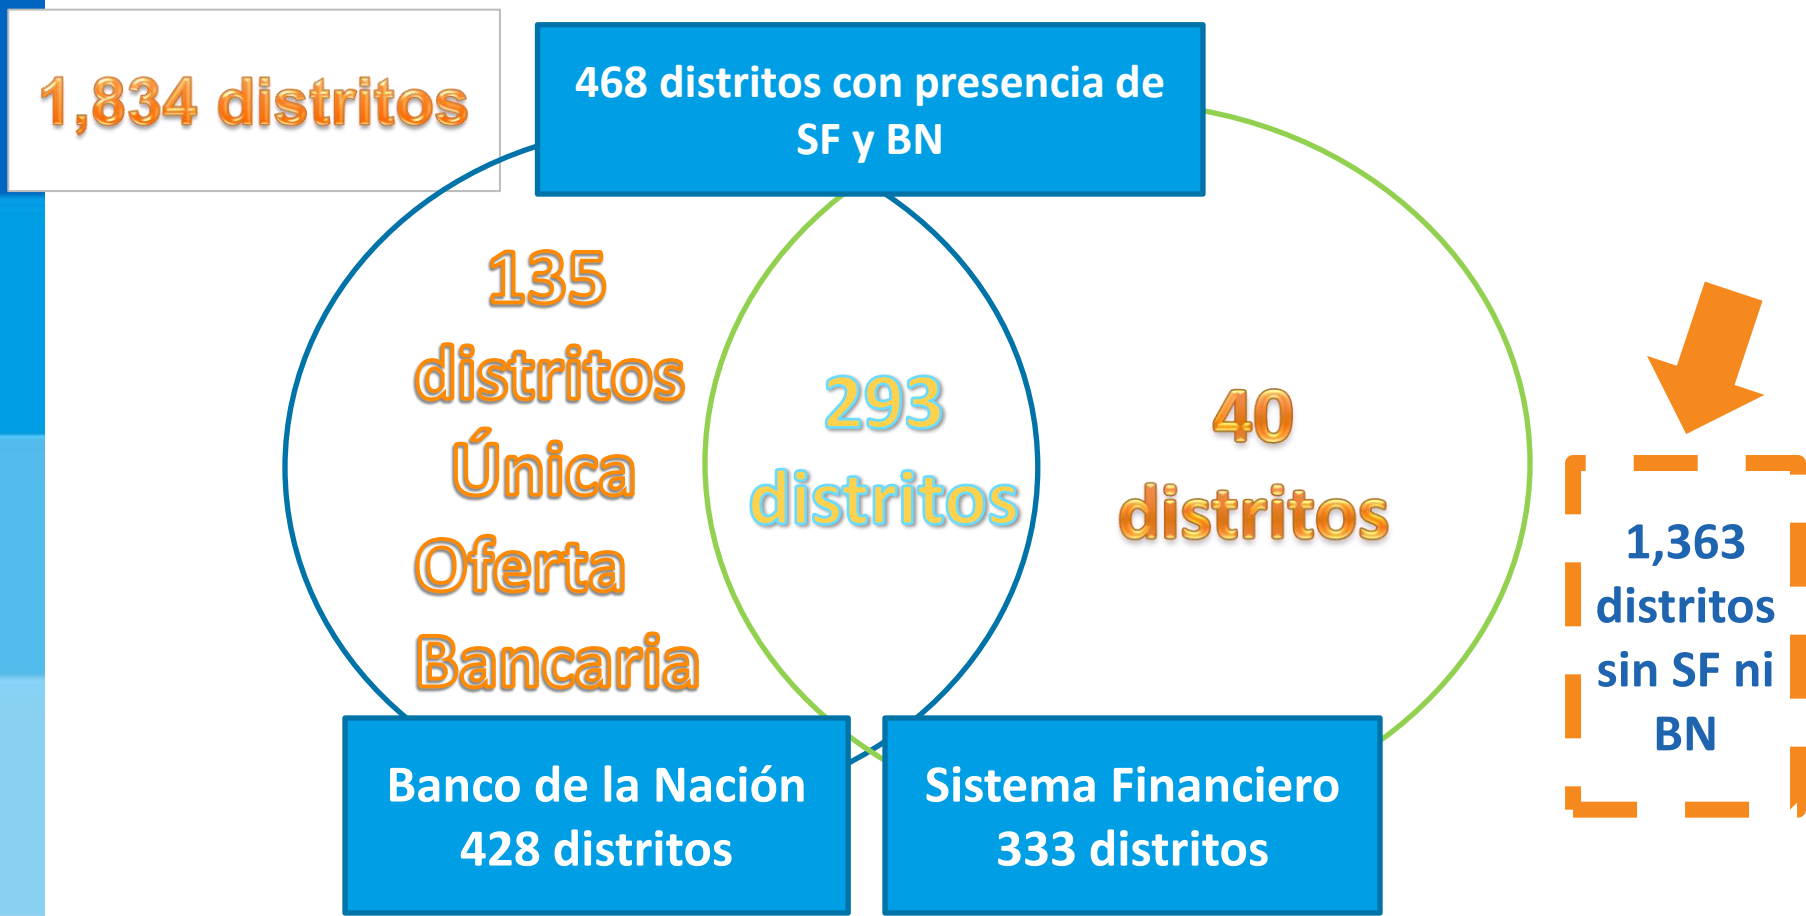 1,834 distritos
468 distritos con presencia de
SF y BN
135
distritos
Única
Oferta
Bancaria
293
distritos
40
distritos
1,363
distritos
sin SF ni
BN
Banco de la Nación
428 distritos
Sistema Financiero
333 distritos